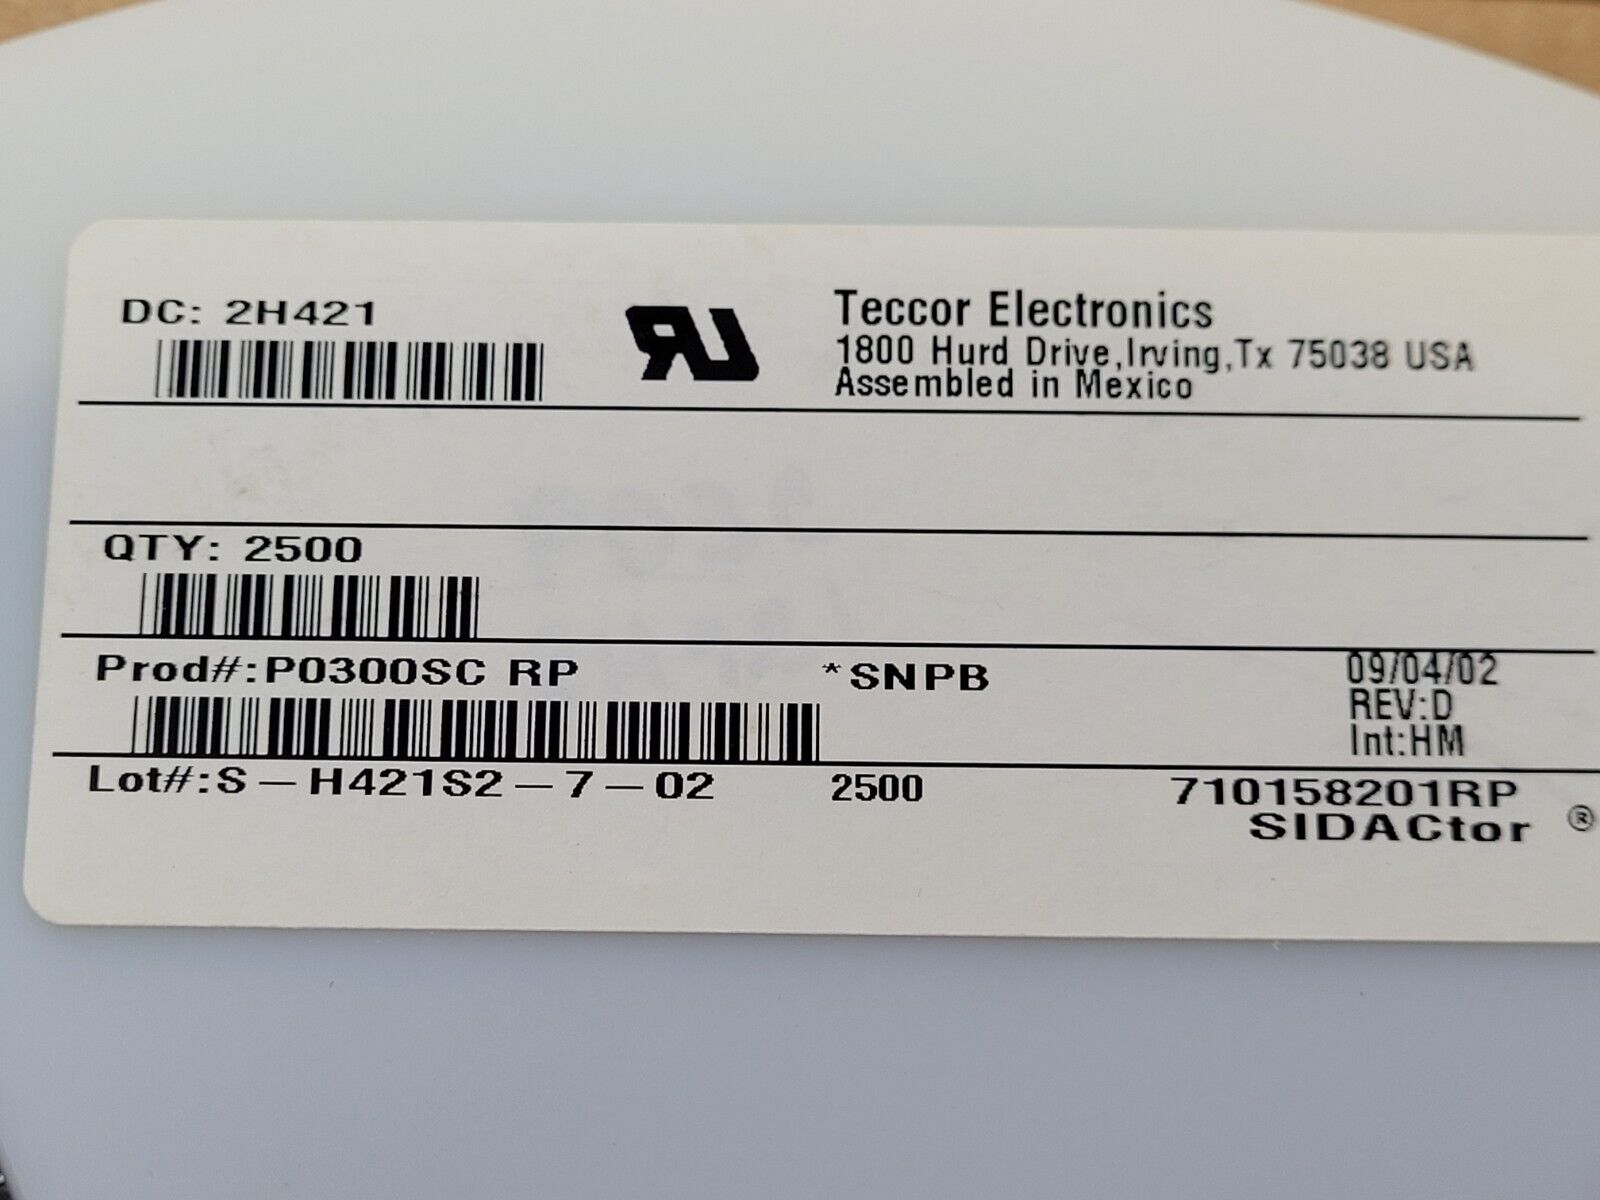 DC: 2H421
Teccor Electronics
1800 Hurd Drive,Irving,Tx 75038 USA
Assembled in Mexico
QTY: 2500
Prod#:P0300SC RP
*SNPB
09/04/02
REV:D
Int:HM
Lot#:S-H421S2-7-02
2500
710158201RP
SIDACtor ®